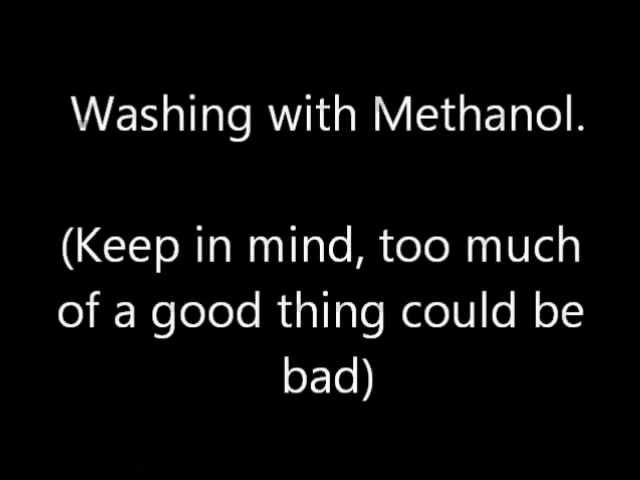 Washing with Methanol.
(Keep in mind, too much
of a good thing could be
bad)